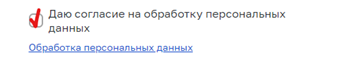 Даю согласие на обработку персональных
данных
Обработка персональных данных